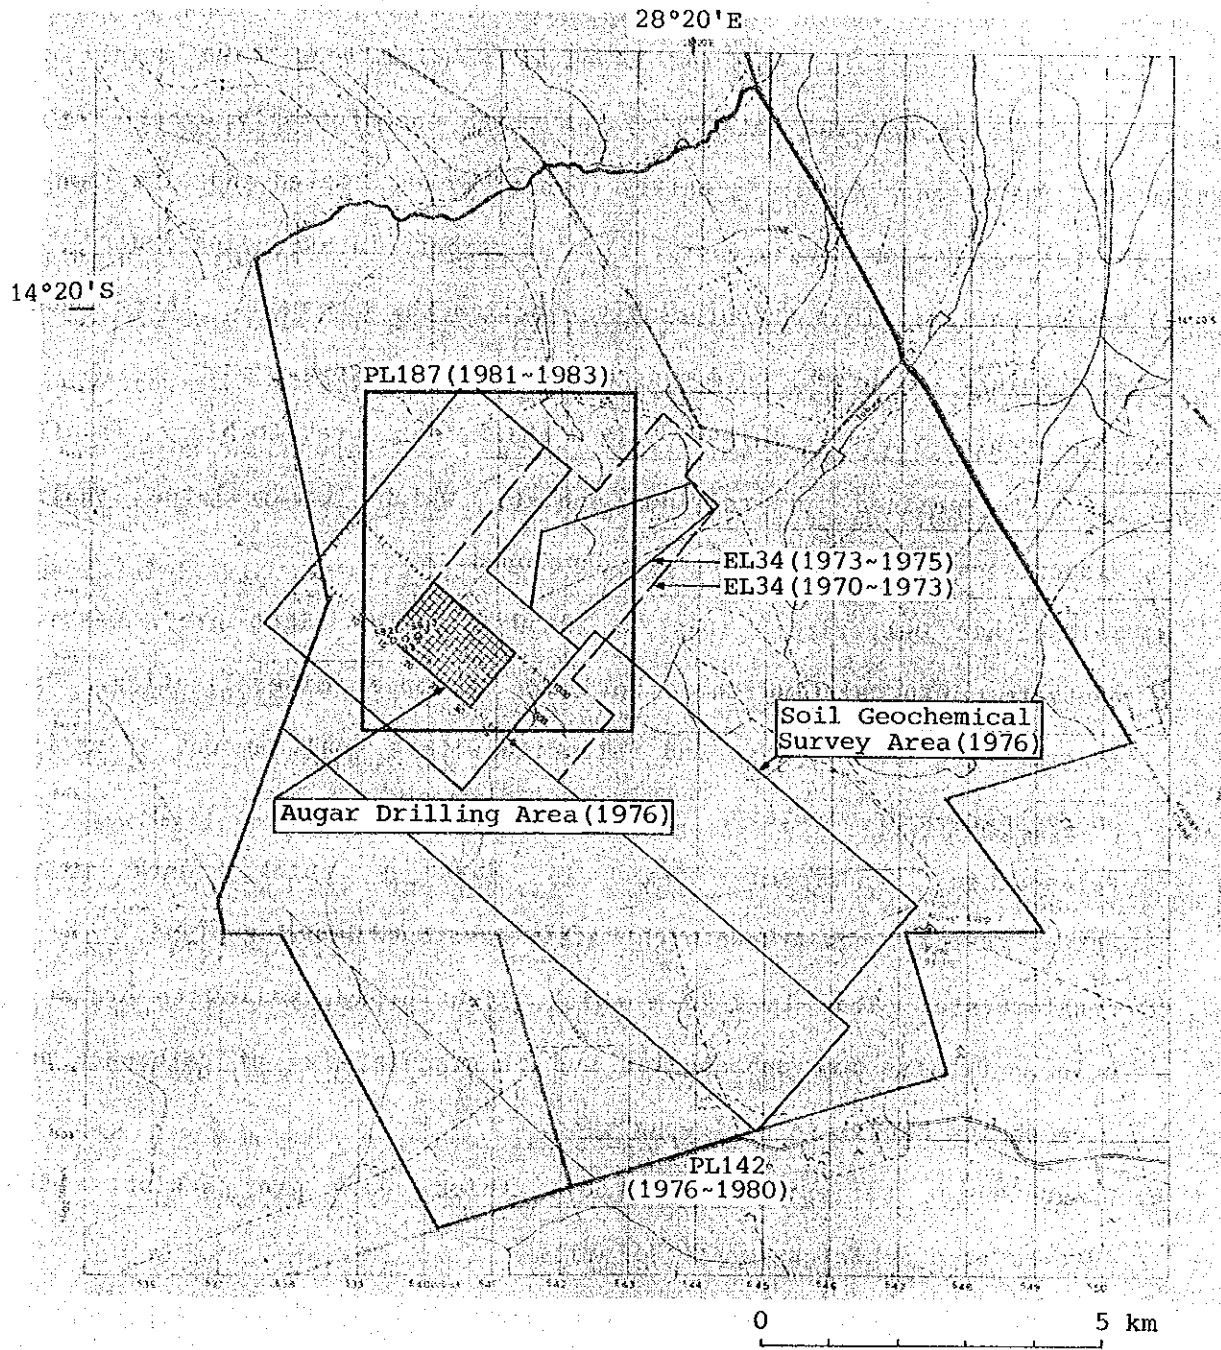 28°20'E
14°20'S
PL187(1981~1983)
EL34(1973~1975)
EL34(1970~1973)
Soil Geochemical
Survey Area(1976)
Augar Drilling Area(1976)
PL142
(1976~1980)
0 5 km